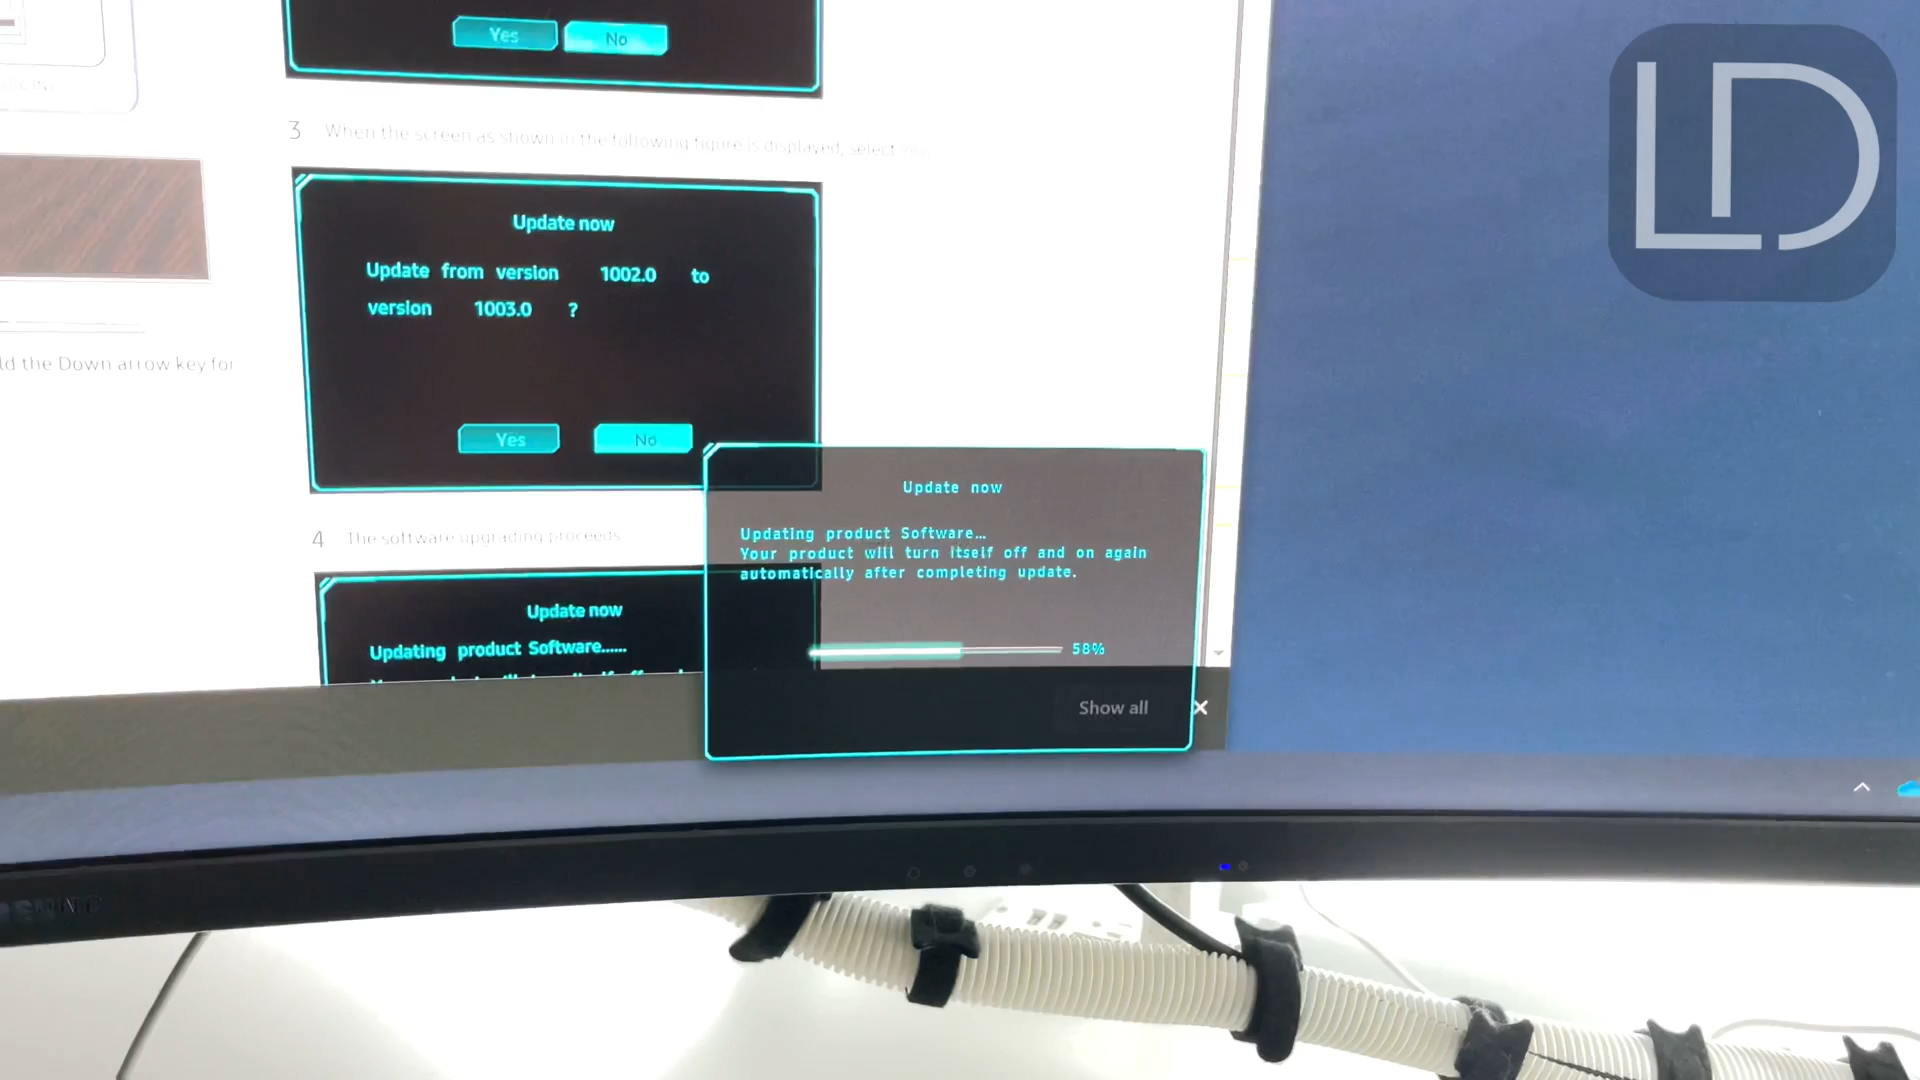 Yes No
3 When the screen as shown in the following figure is displayed, select Yes.
Update now
Update from version 1002.0 to
version 1003.0 ?
Yes No
ld the Down arrow key for
4 The software upgrading proceeds
Update now
Updating product Software......
Update now
Updating product Software...
Your product will turn itself off and on again
automatically after completing update.
58%
Show all
LD